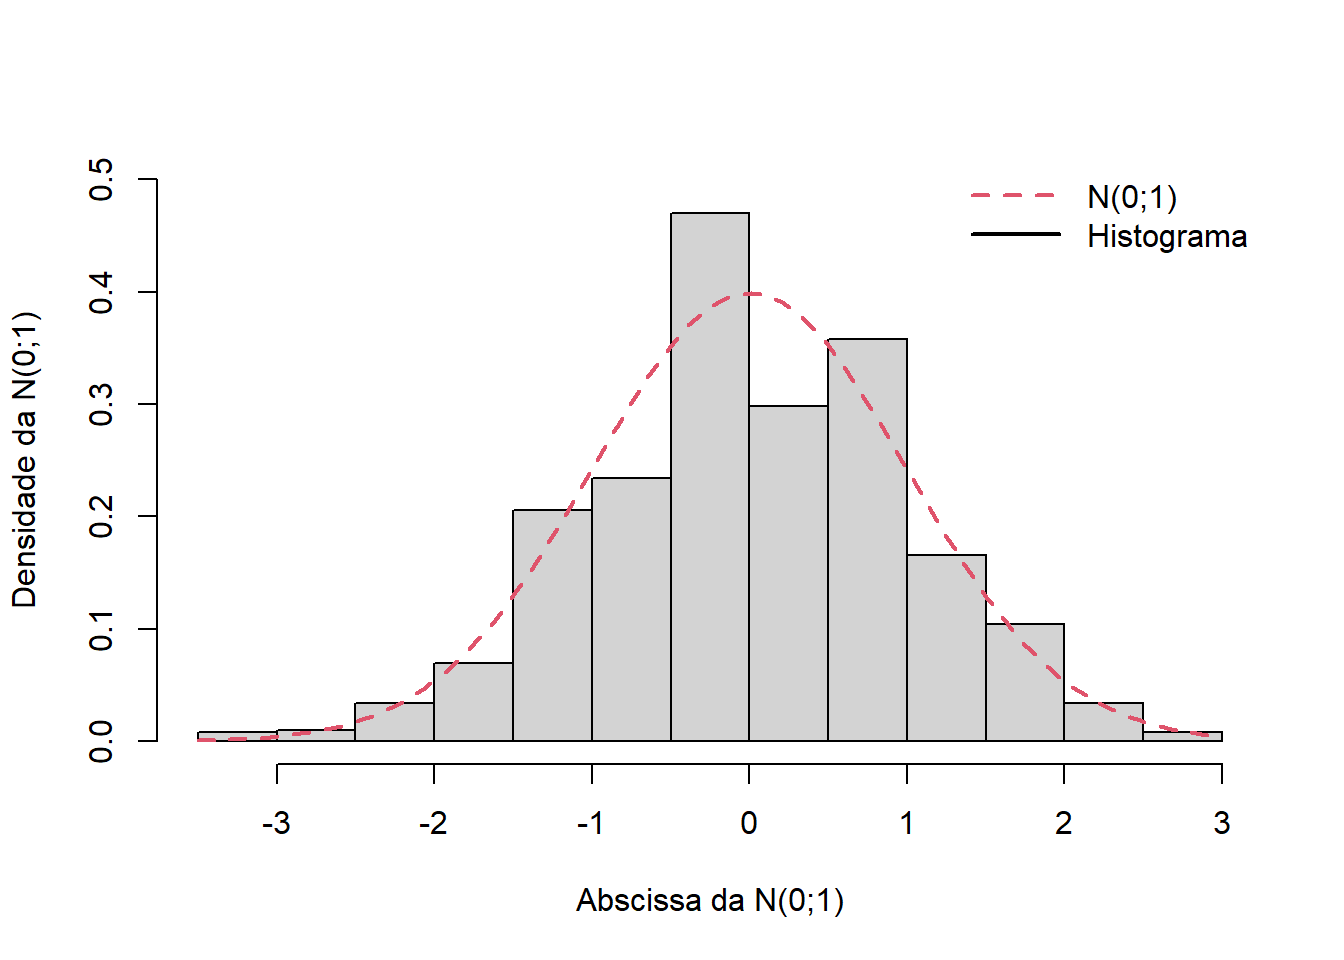 N(0;1)
Histograma
Densidade da N(0;1)
0.5
0.4
0.3
0.2
0.1
0.0
-3 -2 -1 0 1 2 3
Abscissa da N(0;1)